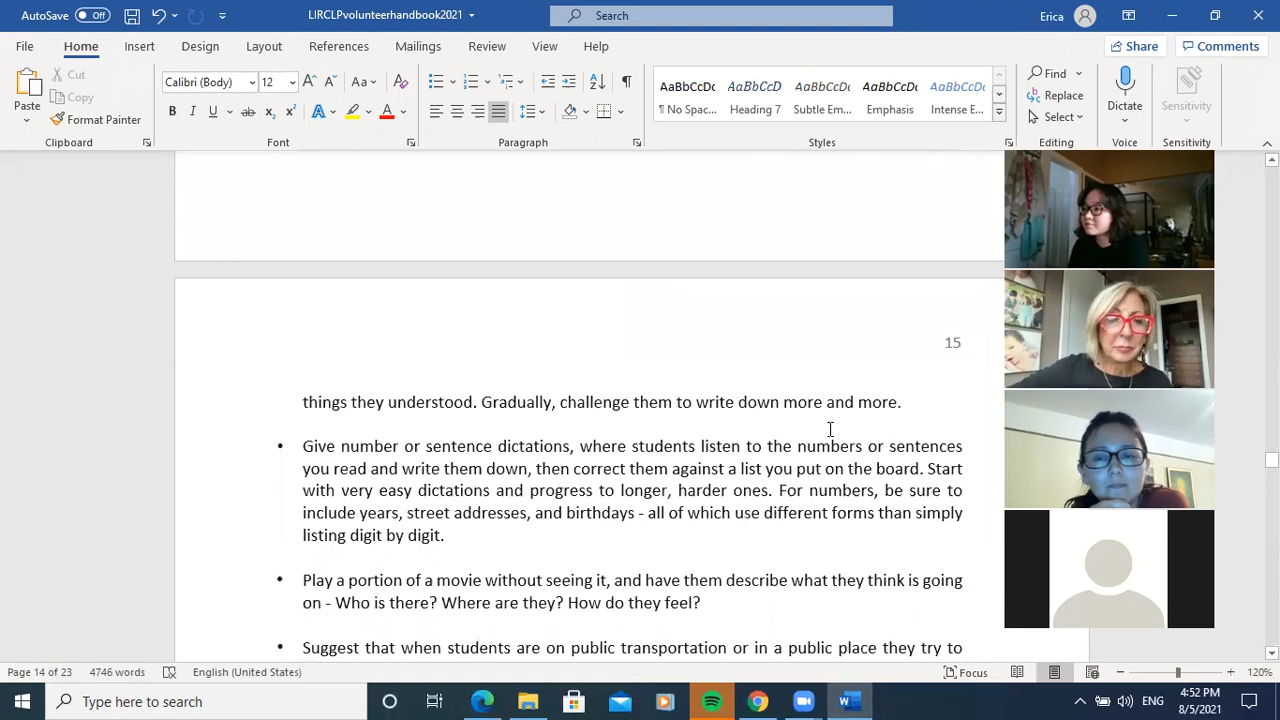 AutoSave Off LIRCLPvolunteerhandbook2021 Search Erica
File Home Insert Design Layout References Mailings Review View Help Share Comments
Paste Cut Copy Format Painter
Calibri (Body) 12
AaBbCcDc AaBbCcD AaBbCcDc AaBbCcDc AaBbCcDc
¶ No Spac... Heading 7 Subtle Em... Emphasis Intense E...
Find Replace Select
Dictate Sensitivity
Clipboard Font Paragraph Styles Editing Voice Sensitivity
15
things they understood. Gradually, challenge them to write down more and more.
• Give number or sentence dictations, where students listen to the numbers or sentences
you read and write them down, then correct them against a list you put on the board. Start
with very easy dictations and progress to longer, harder ones. For numbers, be sure to
include years, street addresses, and birthdays - all of which use different forms than simply
listing digit by digit.
• Play a portion of a movie without seeing it, and have them describe what they think is going
on - Who is there? Where are they? How do they feel?
• Suggest that when students are on public transportation or in a public place they try to
Page 14 of 23 4746 words English (United States) Focus 120%
Type here to search ENG 4:52 PM
8/5/2021